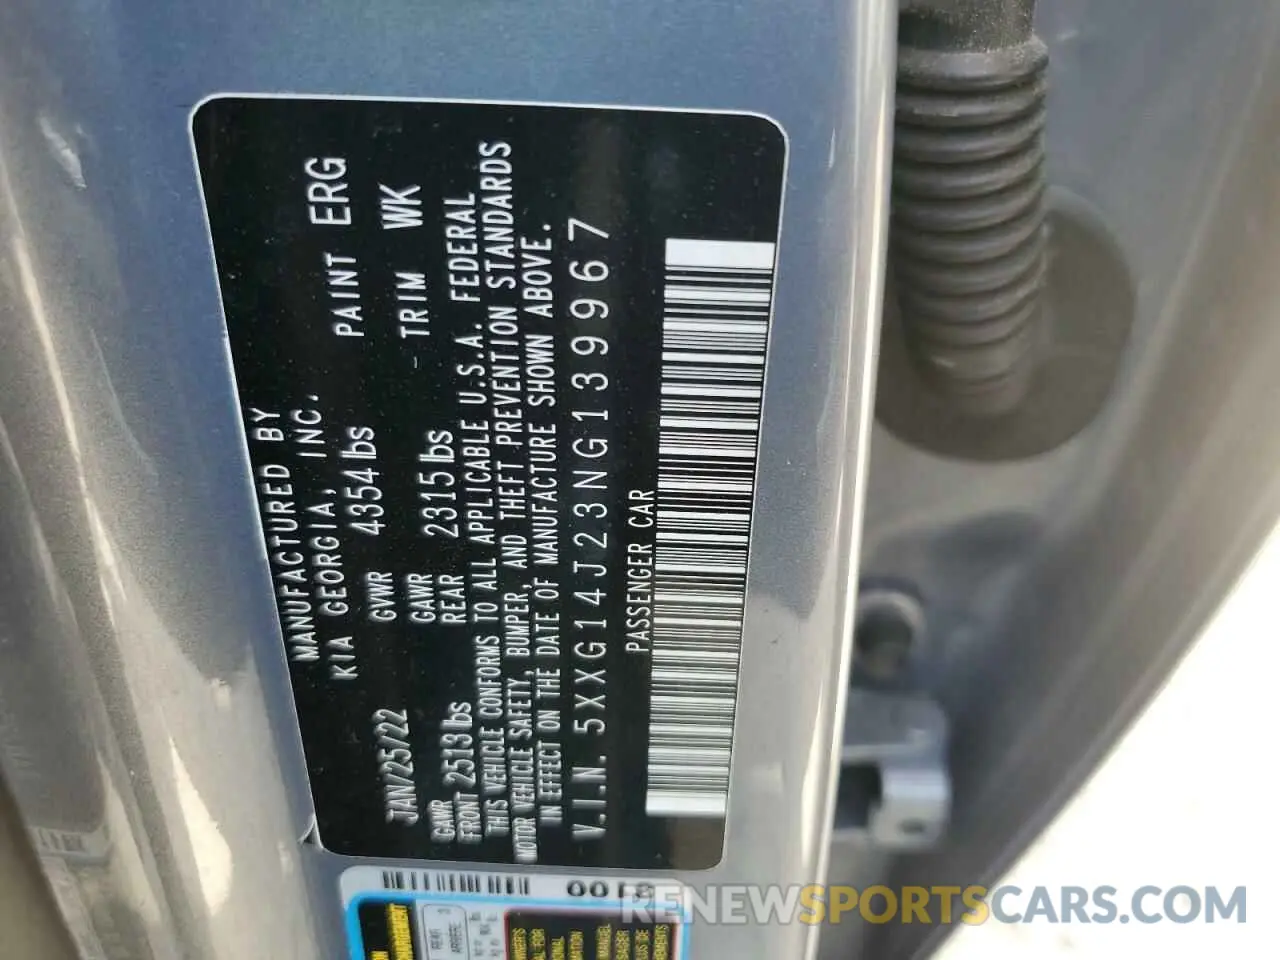 MANUFACTURED BY
KIA GEORGIA, INC.
JAN/25/22 GVWR 4354 lbs PAINT ERG
GAWR FRONT 2513 lbs GAWR REAR 2315 lbs TRIM WK
THIS VEHICLE CONFORMS TO ALL APPLICABLE U.S.A. FEDERAL
MOTOR VEHICLE SAFETY, BUMPER, AND THEFT PREVENTION STANDARDS
IN EFFECT ON THE DATE OF MANUFACTURE SHOWN ABOVE.
V.I.N. 5XXG14J23NG139967
PASSENGER CAR
REAR
ARRIERE
RENEWSPORTSCARS.COM